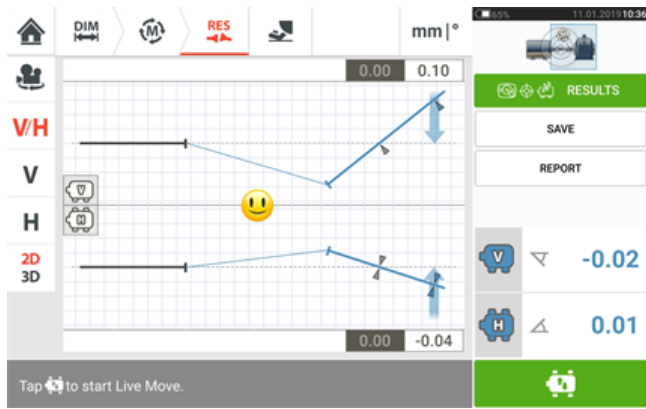 65%
11.01.2019 10:36
DIM
M
RES
mm|°
RESULTS
0.00 0.10
V/H
SAVE
V
REPORT
V
H
H
2D
3D
V -0.02
H 0.01
0.00 -0.04
Tap to start Live Move.